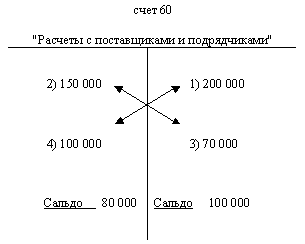 счет 60
"Расчеты с поставщиками и подрядчиками"
2) 150 000 1) 200 000
4) 100 000 3) 70 000
Сальдо 80 000 Сальдо 100 000